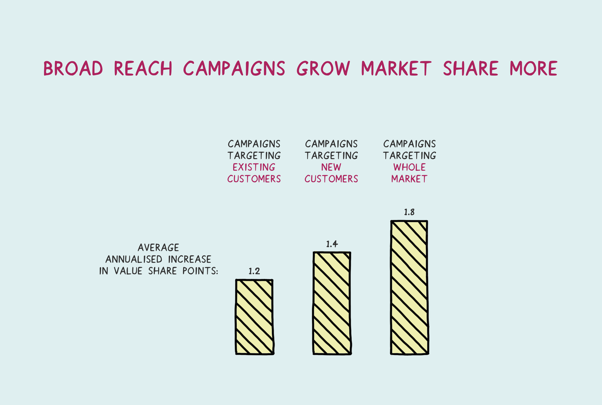 BROAD REACH CAMPAIGNS GROW MARKET SHARE MORE
CAMPAIGNS
TARGETING
EXISTING
CUSTOMERS
CAMPAIGNS
TARGETING
NEW
CUSTOMERS
CAMPAIGNS
TARGETING
WHOLE
MARKET
AVERAGE
ANNUALISED INCREASE
IN VALUE SHARE POINTS:
1.2
1.4
1.8